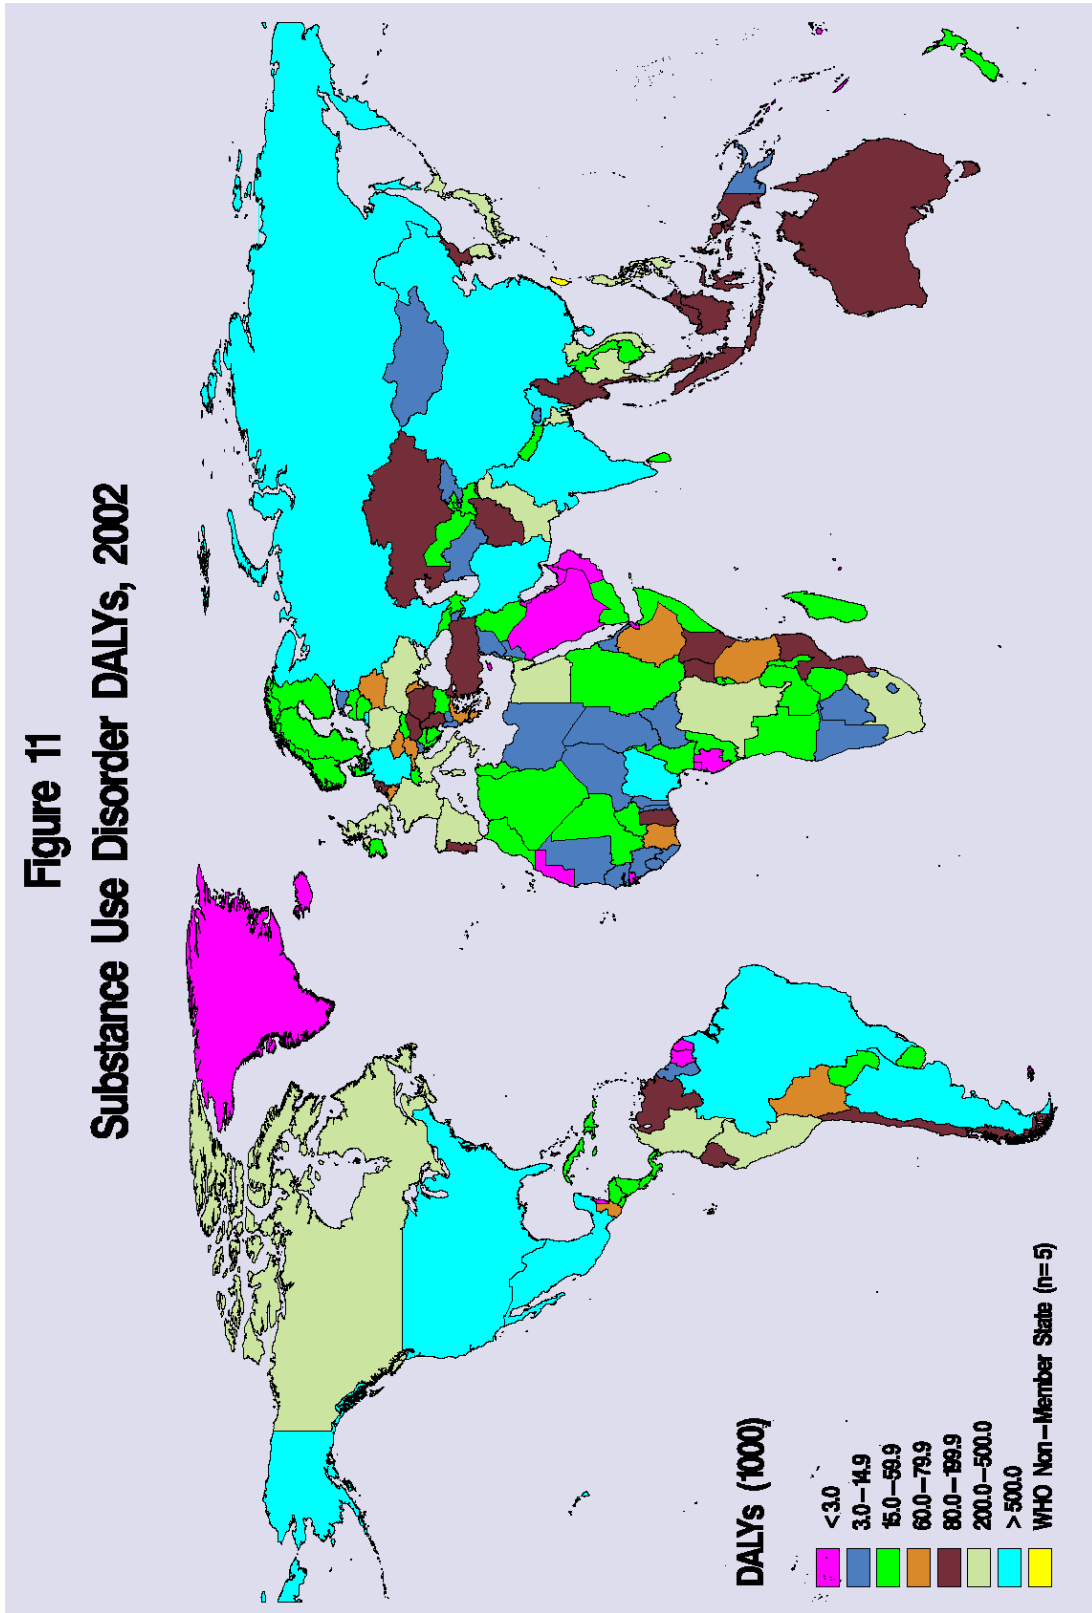 Figure 11
Substance Use Disorder DALYs, 2002
DALYs (1000)
<3.0
3.0–14.9
15.0–59.9
60.0–79.9
80.0–199.9
200.0–500.0
>500.0
WHO Non–Member State (n=5)